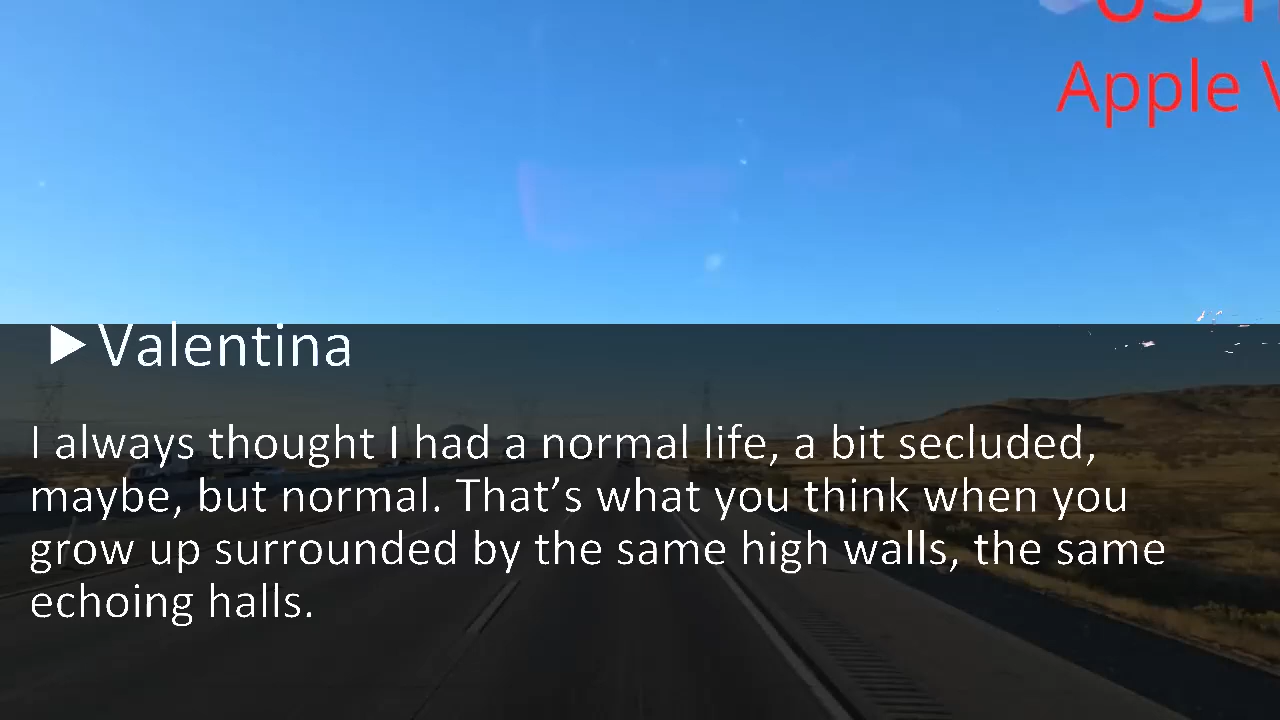 Apple
Valentina
I always thought I had a normal life, a bit secluded,
maybe, but normal. That’s what you think when you
grow up surrounded by the same high walls, the same
echoing halls.